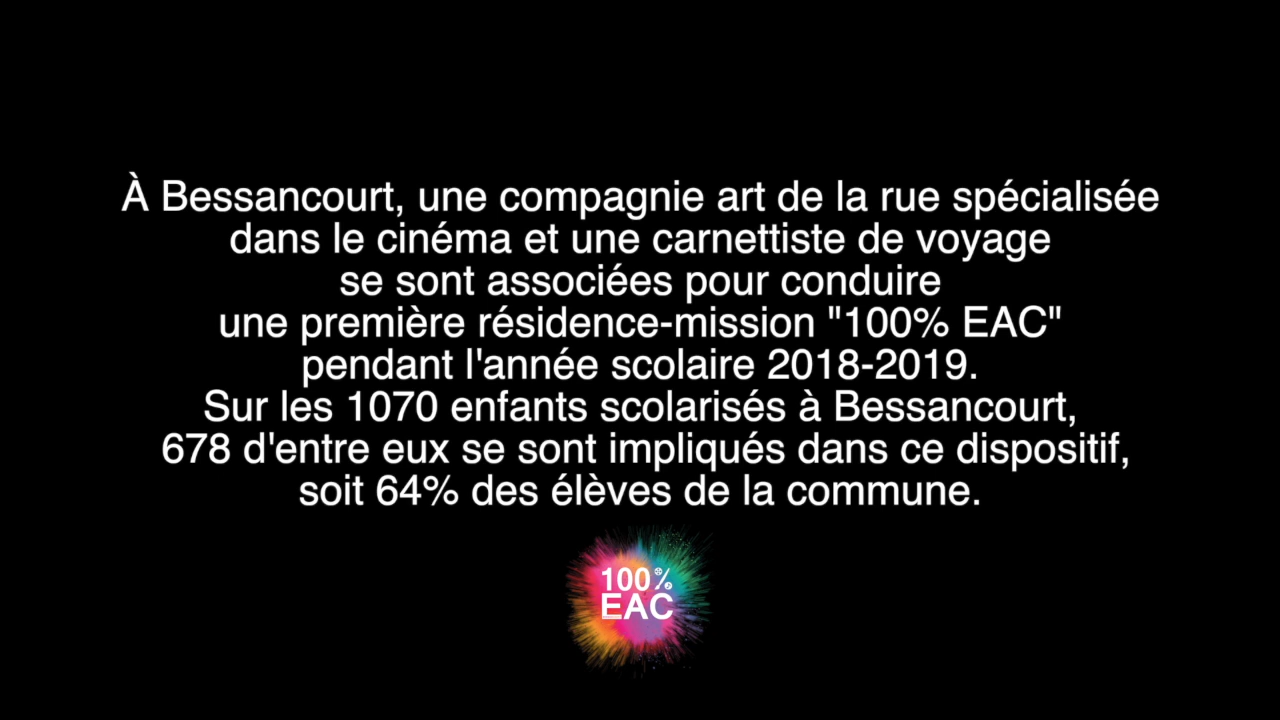 À Bessancourt, une compagnie art de la rue spécialisée
dans le cinéma et une carnettiste de voyage
se sont associées pour conduire
une première résidence-mission "100% EAC"
pendant l'année scolaire 2018-2019.
Sur les 1070 enfants scolarisés à Bessancourt,
678 d'entre eux se sont impliqués dans ce dispositif,
soit 64% des élèves de la commune.
100%
EAC